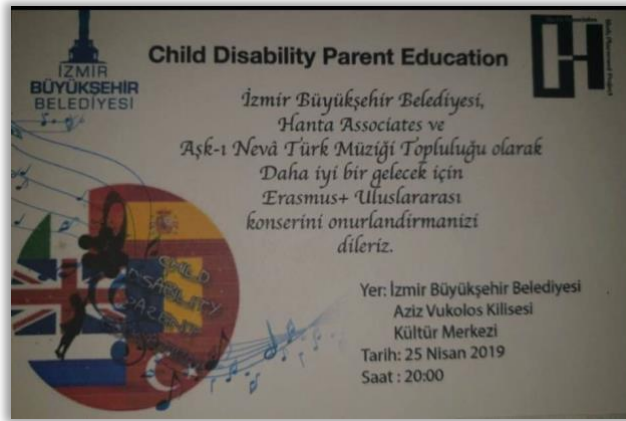 İZMİR
BÜYÜKŞEHİR
BELEDİYESİ
Child Disability Parent Education
İzmir Büyükşehir Belediyesi,
Hanta Associates ve
Aşk-ı Nevâ Türk Müziği Topluluğu olarak
Daha iyi bir gelecek için
Erasmus+ Uluslararası
konserini onurlandirmanizi
dileriz.
CHILD
DISABILITY
Yer: İzmir Büyükşehir Belediyesi
Aziz Vukolos Kilisesi
Kültür Merkezi
Tarih: 25 Nisan 2019
Saat : 20:00